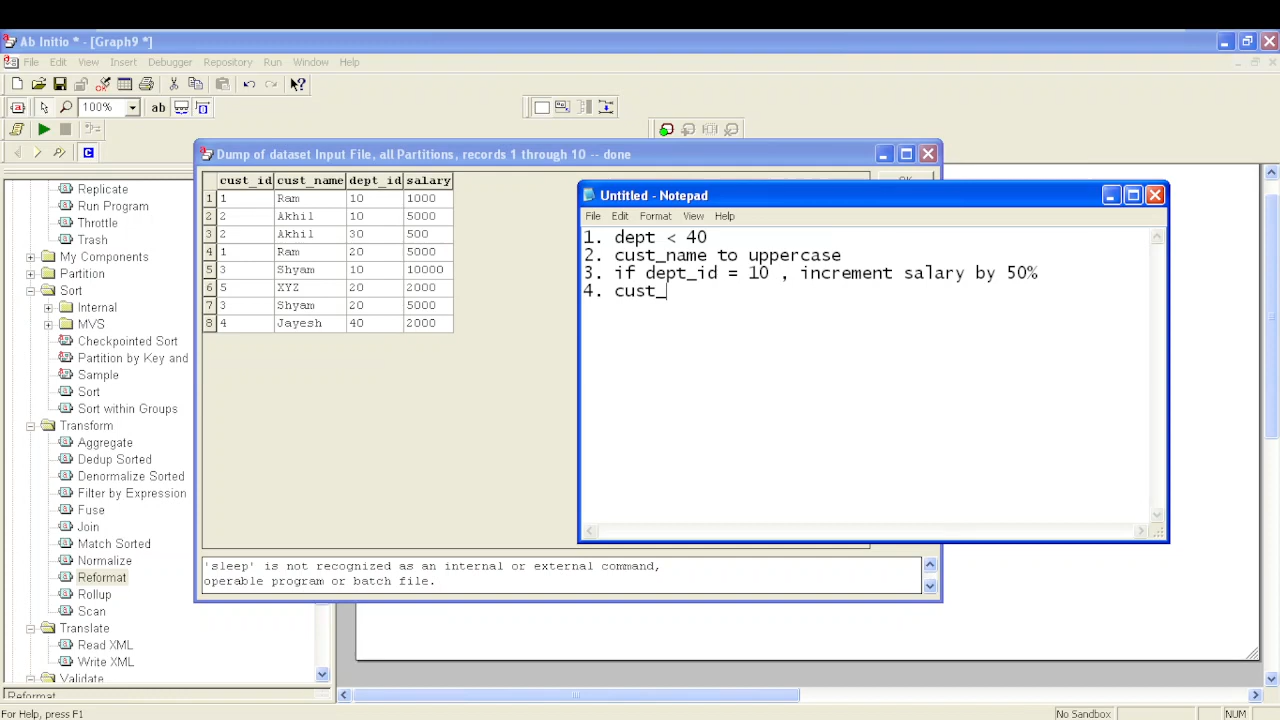 Ab Initio * - [Graph9 *]
File Edit View Insert Debugger Repository Run Window Help
100% ab
Dump of dataset Input File, all Partitions, records 1 through 10 -- done
cust_id cust_name dept_id salary
1 1 Ram 10 1000
2 2 Akhil 10 5000
3 2 Akhil 30 500
4 1 Ram 20 5000
5 3 Shyam 10 10000
6 5 XYZ 20 2000
7 3 Shyam 20 5000
8 4 Jayesh 40 2000
'sleep' is not recognized as an internal or external command,
operable program or batch file.
Untitled - Notepad
File Edit Format View Help
1. dept < 40
2. cust_name to uppercase
3. if dept_id = 10 , increment salary by 50%
4. cust_
Replicate
Run Program
Throttle
Trash
My Components
Partition
Sort
Internal
MVS
Checkpointed Sort
Partition by Key and
Sample
Sort
Sort within Groups
Transform
Aggregate
Dedup Sorted
Denormalize Sorted
Filter by Expression
Fuse
Join
Match Sorted
Normalize
Reformat
Rollup
Scan
Translate
Read XML
Write XML
Validate
Reformat
For Help, press F1
No Sandbox NUM